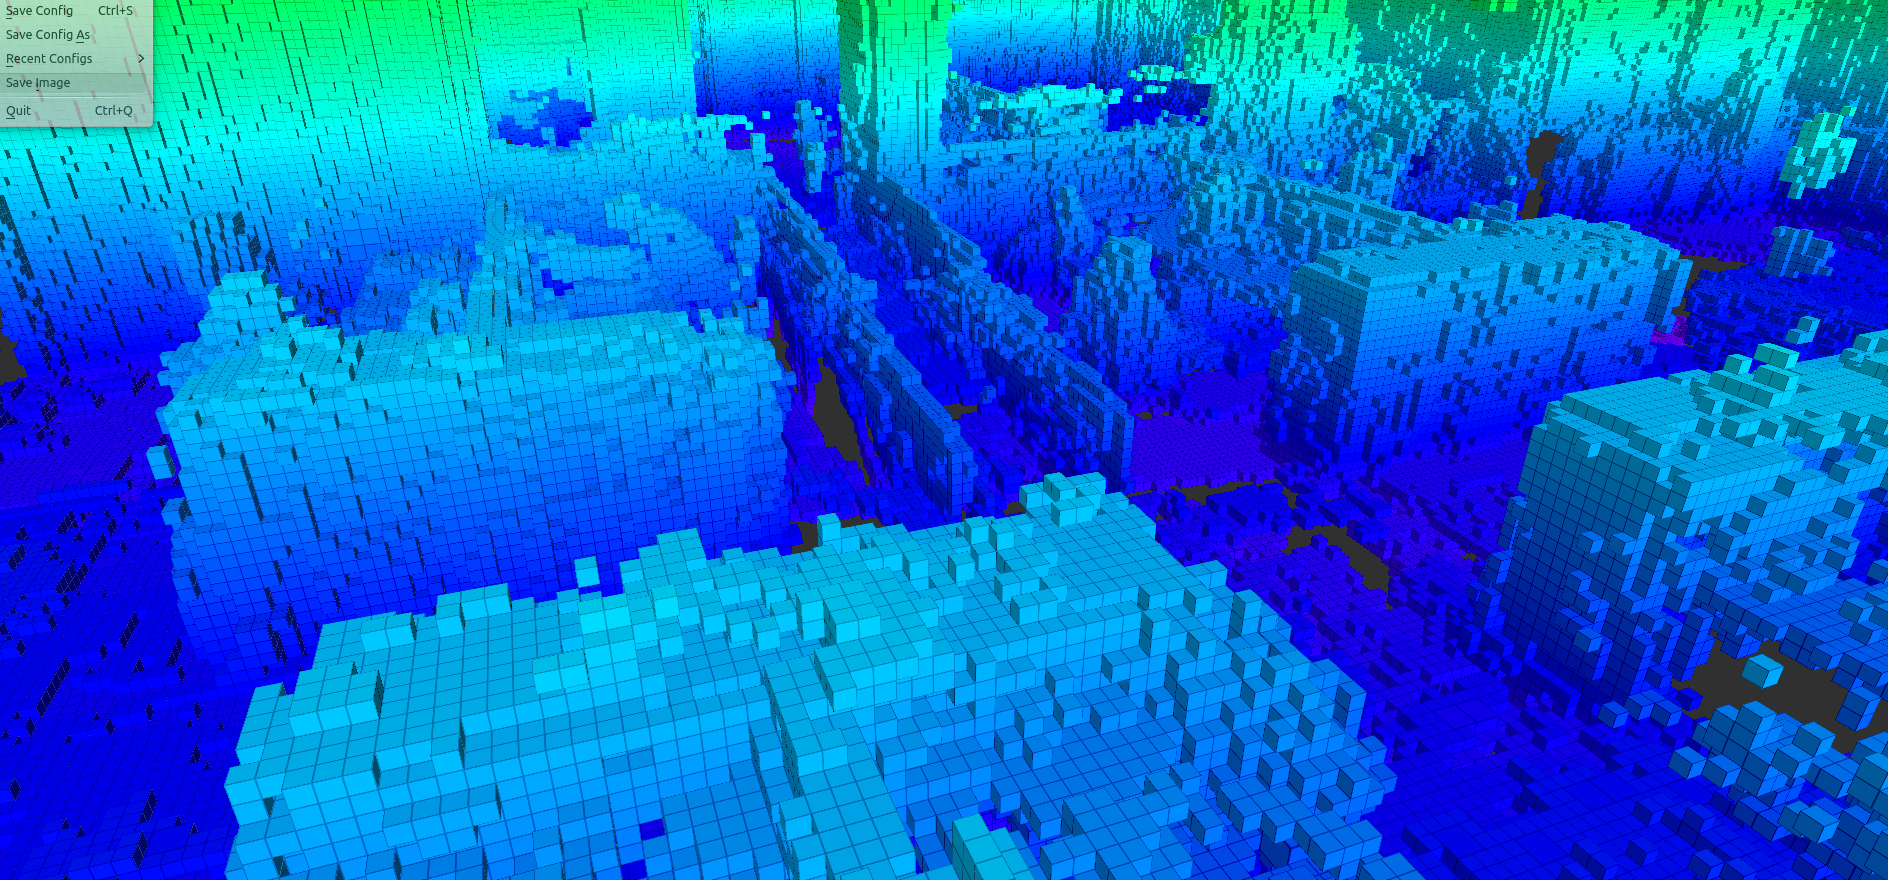 Save Config Ctrl+S
Save Config As
Recent Configs >
Save Image
Quit Ctrl+Q